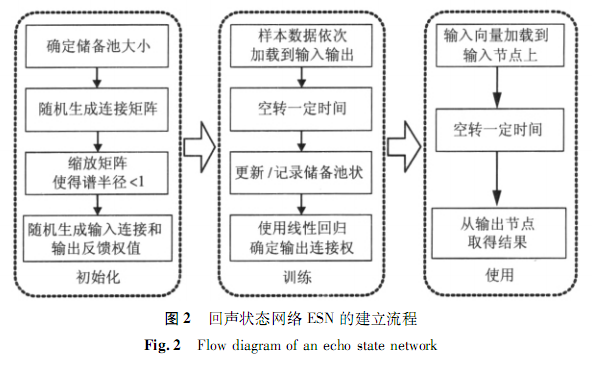 确定储备池大小
随机生成连接矩阵
缩放矩阵
使得谱半径<1
随机生成输入连接和
输出反馈权值
初始化
样本数据依次
加载到输入输出
空转一定时间
更新/记录储备池状
使用线性回归
确定输出连接权
训练
输入向量加载到
输入节点上
空转一定时间
从输出节点
取得结果
使用
图2 回声状态网络ESN的建立流程
Fig.2 Flow diagram of an echo state network